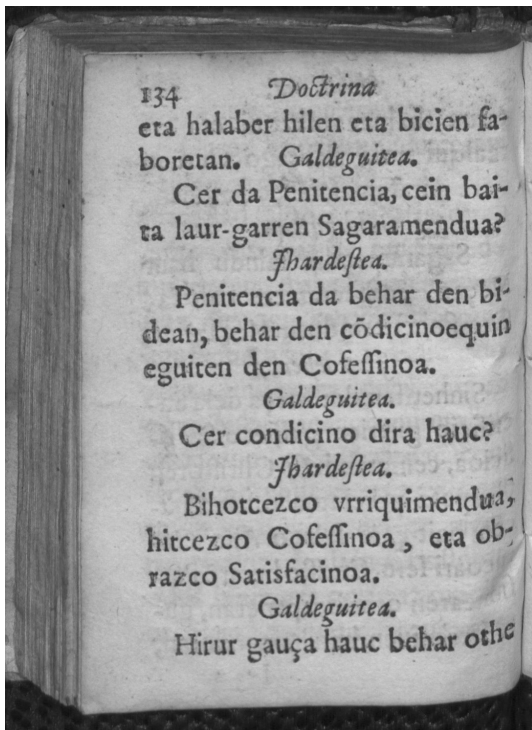 134 Doctrina
eta halaber hilen eta bicien fa-
boretan. Galdeguitea.
Cer da Penitencia, cein bai-
ta laur-garren Sagaramendua?
Jhardeſtea.
Penitencia da behar den bi-
dean, behar den cōdicinoequin
eguiten den Cofeſſinoa.
Galdeguitea.
Cer condicino dira hauc?
Jhardeſtea.
Bihotcezco vrriquimendua,
hitcezco Cofeſſinoa, eta ob-
razco Satisfacinoa.
Galdeguitea.
Hirur gauça hauc behar othe